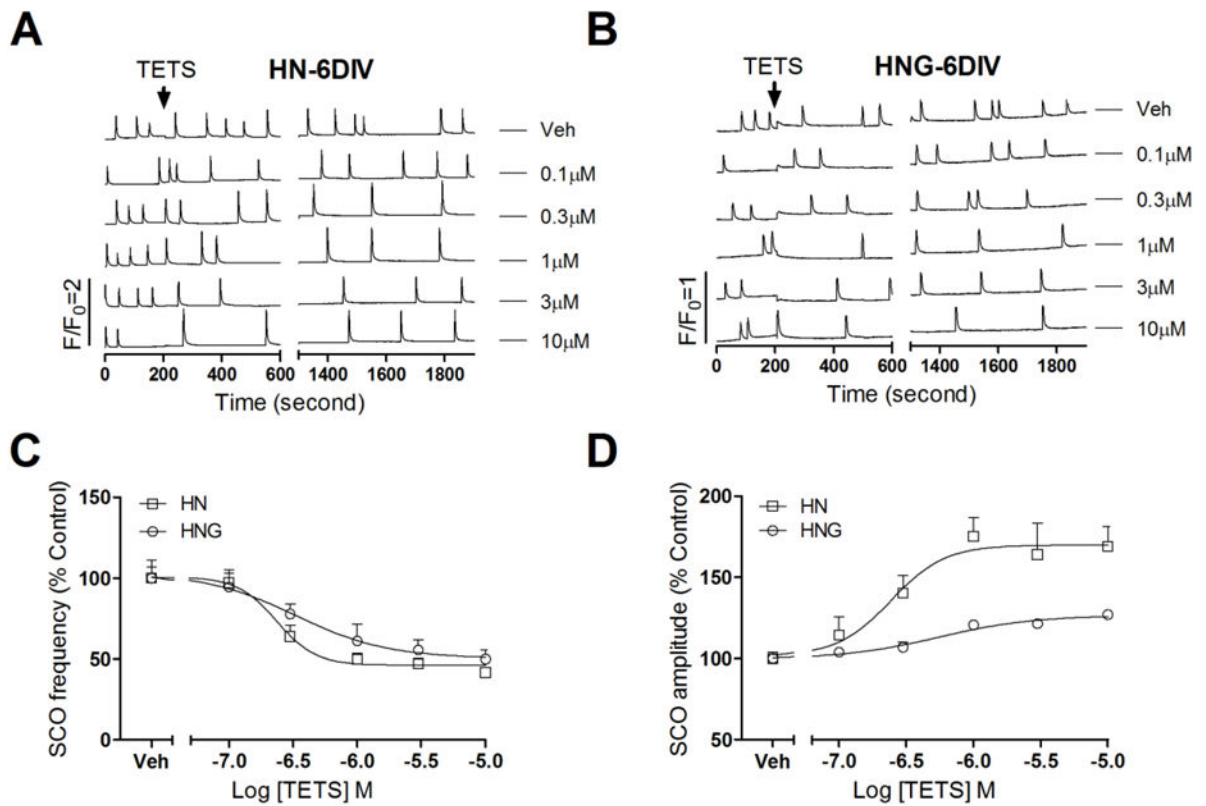 A
TETS
HN-6DIV
Veh
0.1μM
0.3μM
1μM
3μM
10μM
F/F0=2
0 200 400 600 1400 1600 1800
Time (second)
B
TETS
HNG-6DIV
Veh
0.1μM
0.3μM
1μM
3μM
10μM
F/F0=1
0 200 400 600 1400 1600 1800
Time (second)
C
HN
HNG
150
100
50
0
SCO frequency (% Control)
Veh -7.0 -6.5 -6.0 -5.5 -5.0
Log [TETS] M
D
HN
HNG
200
150
100
50
SCO amplitude (% Control)
Veh -7.0 -6.5 -6.0 -5.5 -5.0
Log [TETS] M